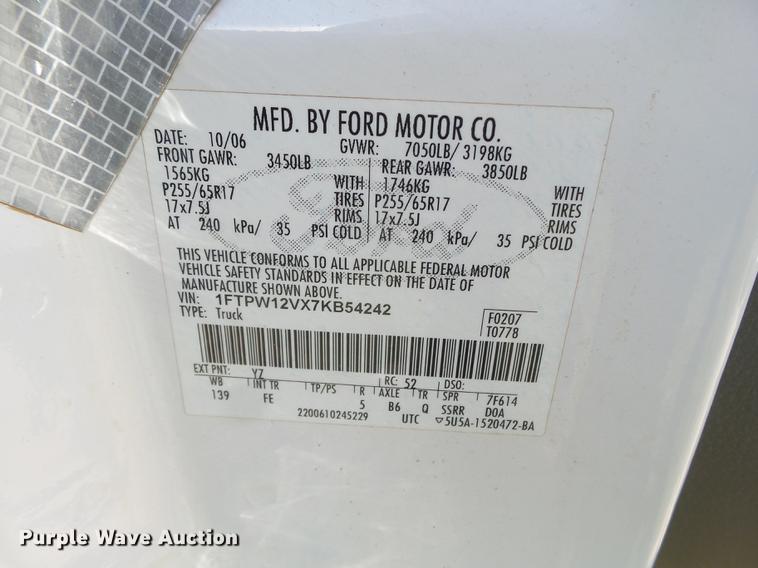 MFD. BY FORD MOTOR CO.
DATE: 10/06 GVWR: 7050LB/ 3198KG
FRONT GAWR: 3450LB REAR GAWR: 3850LB
1565KG WITH 1746KG WITH
P255/65R17 TIRES P255/65R17 TIRES
17x7.5J RIMS 17x7.5J RIMS
AT 240 kPa/ 35 PSI COLD AT 240 kPa/ 35 PSI COLD
Ford
THIS VEHICLE CONFORMS TO ALL APPLICABLE FEDERAL MOTOR
VEHICLE SAFETY STANDARDS IN EFFECT ON THE DATE OF
MANUFACTURE SHOWN ABOVE.
VIN: 1FTPW12VX7KB54242 F0207
TYPE: Truck T0778
EXT PNT: YZ RC: 52 DSO:
WB INT TR TP/PS R AXLE TR SPR 7F614
139 FE 5 B6 Q SSRR D0A
2200610245229 UTC ▽5U5A-1520472-BA
Purple Wave Auction